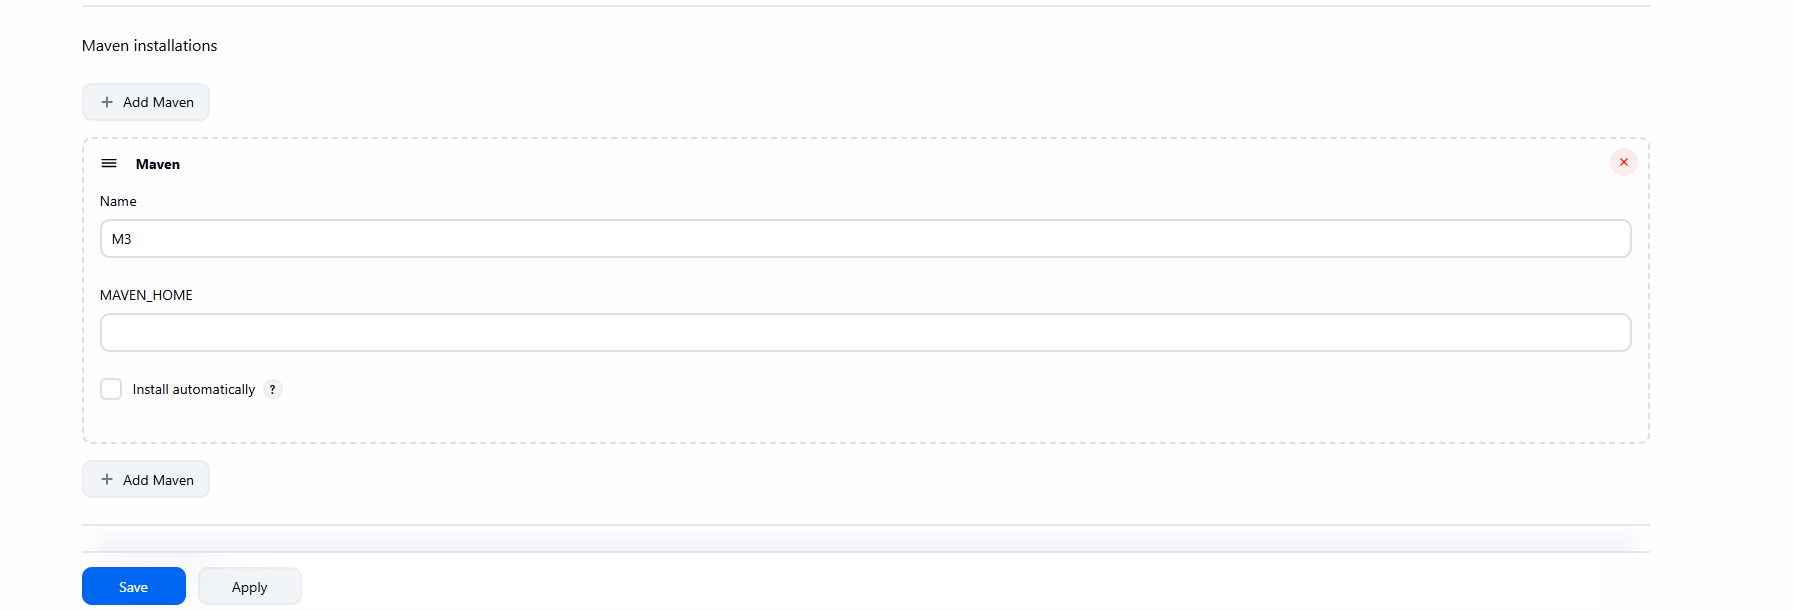 Maven installations
+ Add Maven
Maven
Name
M3
MAVEN_HOME
Install automatically ?
+ Add Maven
Save Apply